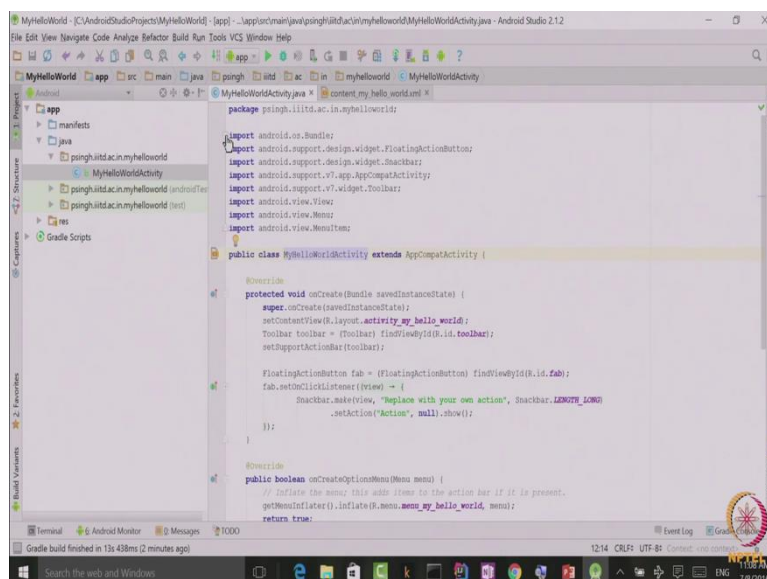 MyHelloWorld - [C:\AndroidStudioProjects\MyHelloWorld] - [app] - ...\app\src\main\java\psingh\iiitd\ac\in\myhelloworld\MyHelloWorldActivity.java - Android Studio 2.1.2
File Edit View Navigate Code Analyze Refactor Build Run Tools VCS Window Help
app
MyHelloWorld app src main java psingh iiitd ac in myhelloworld MyHelloWorldActivity
Android
MyHelloWorldActivity.java × content_my_hello_world.xml ×
1: Project
7: Structure
Captures
2: Favorites
Build Variants
app
manifests
java
psingh.iiitd.ac.in.myhelloworld
MyHelloWorldActivity
psingh.iiitd.ac.in.myhelloworld (androidTes
psingh.iiitd.ac.in.myhelloworld (test)
res
Gradle Scripts
package psingh.iiitd.ac.in.myhelloworld;
import android.os.Bundle;
import android.support.design.widget.FloatingActionButton;
import android.support.design.widget.Snackbar;
import android.support.v7.app.AppCompatActivity;
import android.support.v7.widget.Toolbar;
import android.view.View;
import android.view.Menu;
import android.view.MenuItem;
public class MyHelloWorldActivity extends AppCompatActivity {
@Override
protected void onCreate(Bundle savedInstanceState) {
super.onCreate(savedInstanceState);
setContentView(R.layout.activity_my_hello_world);
Toolbar toolbar = (Toolbar) findViewById(R.id.toolbar);
setSupportActionBar(toolbar);
FloatingActionButton fab = (FloatingActionButton) findViewById(R.id.fab);
fab.setOnClickListener((view) → {
Snackbar.make(view, "Replace with your own action", Snackbar.LENGTH_LONG)
.setAction("Action", null).show();
});
}
@Override
public boolean onCreateOptionsMenu(Menu menu) {
// Inflate the menu; this adds items to the action bar if it is present.
getMenuInflater().inflate(R.menu.menu_my_hello_world, menu);
return true;
Terminal 6: Android Monitor 0: Messages TODO Event Log Gradle Console
Gradle build finished in 13s 438ms (2 minutes ago) 12:14 CRLF÷ UTF-8÷ Context: <no context>
NPTEL
Search the web and Windows ENG 11:08 AM